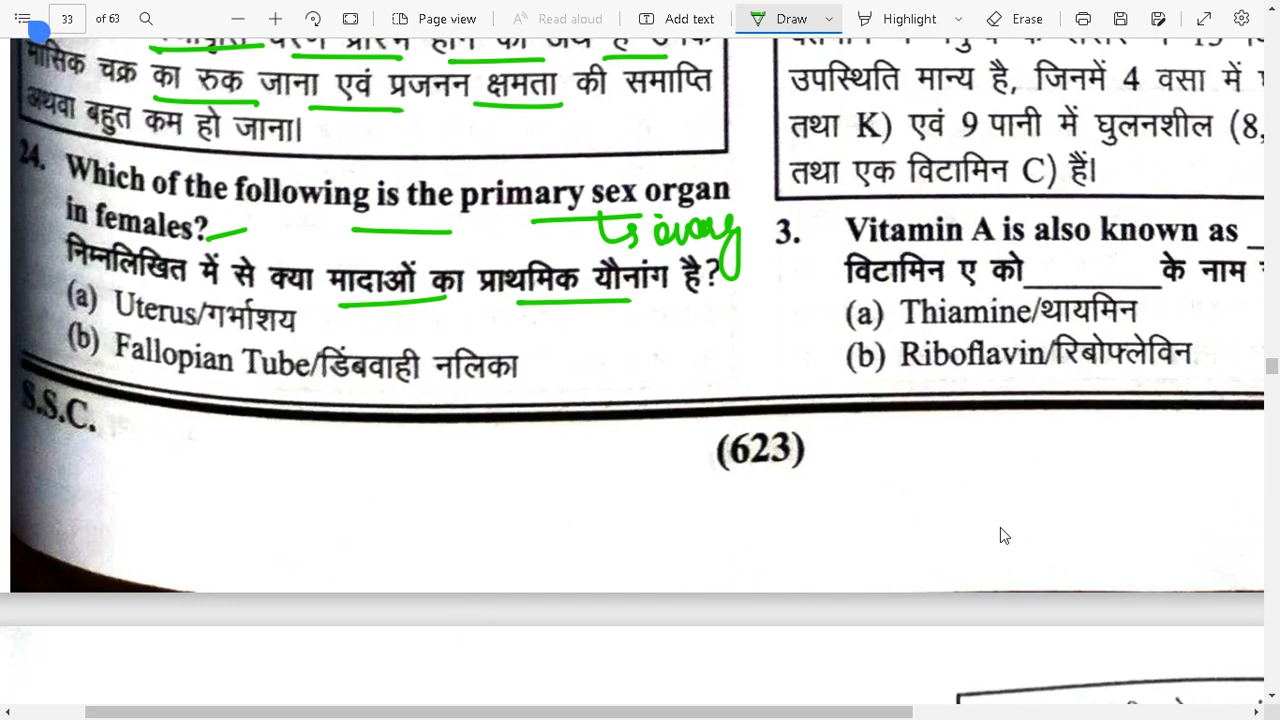 33
of 63
Page view
Read aloud
Add text
Draw
Highlight
Erase
मासिक चक्र का रुक जाना एवं प्रजनन क्षमता की समाप्ति
अथवा बहुत कम हो जाना।
24. Which of the following is the primary sex organ
in females?
निम्नलिखित में से क्या मादाओं का प्राथमिक यौनांग है?
(a) Uterus/गर्भाशय
(b) Fallopian Tube/डिंबवाही नलिका
S.S.C.
(623)
उपस्थिति मान्य है, जिनमें 4 वसा में
तथा K) एवं 9 पानी में घुलनशील (8,
तथा एक विटामिन C) हैं।
3. Vitamin A is also known as _
विटामिन ए को________के नाम
(a) Thiamine/थायमिन
(b) Riboflavin/रिबोफ्लेविन